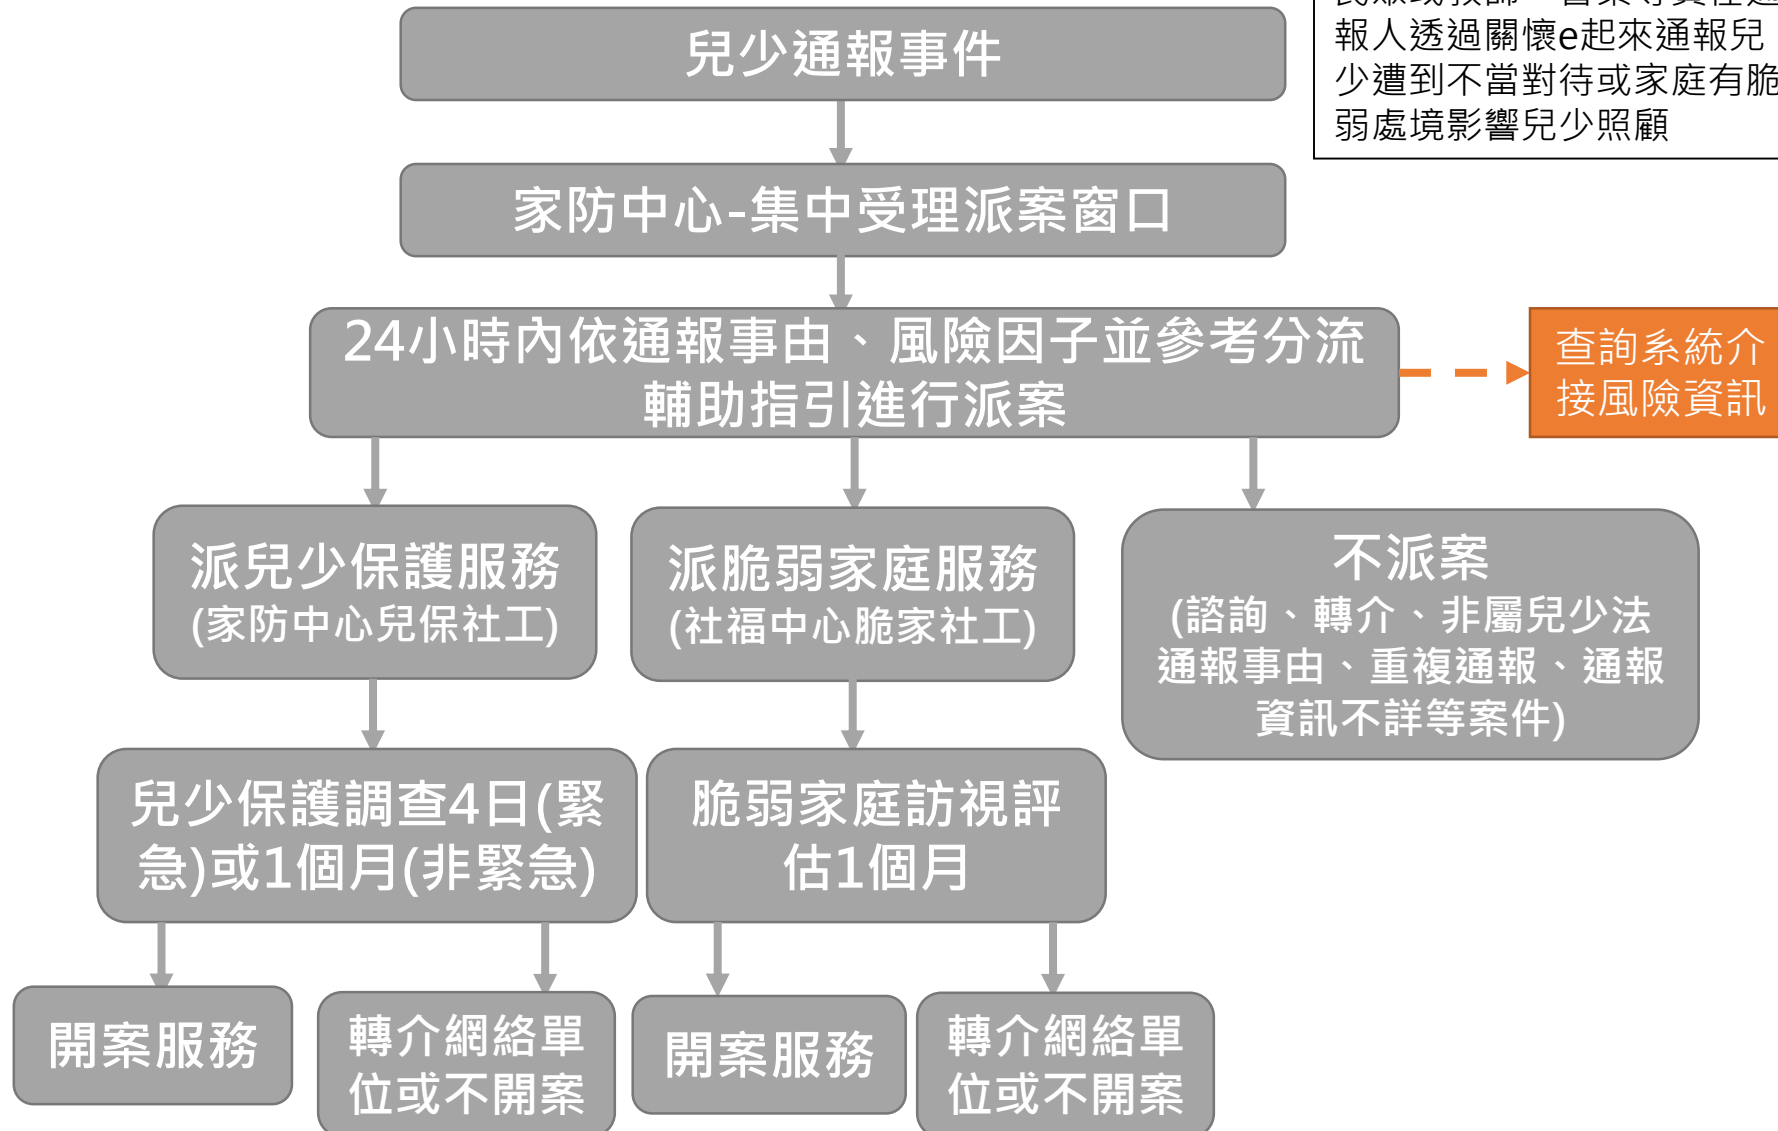 兒少通報事件
報人透過關懷e起來通報兒
少遭到不當對待或家庭有脆
弱處境影響兒少照顧
家防中心-集中受理派案窗口
24小時內依通報事由、風險因子並參考分流
輔助指引進行派案
查詢系統介
接風險資訊
派兒少保護服務
(家防中心兒保社工)
派脆弱家庭服務
(社福中心脆家社工)
不派案
(諮詢、轉介、非屬兒少法
通報事由、重複通報、通報
資訊不詳等案件)
兒少保護調查4日(緊
急)或1個月(非緊急)
脆弱家庭訪視評
估1個月
開案服務
轉介網絡單
位或不開案
開案服務
轉介網絡單
位或不開案